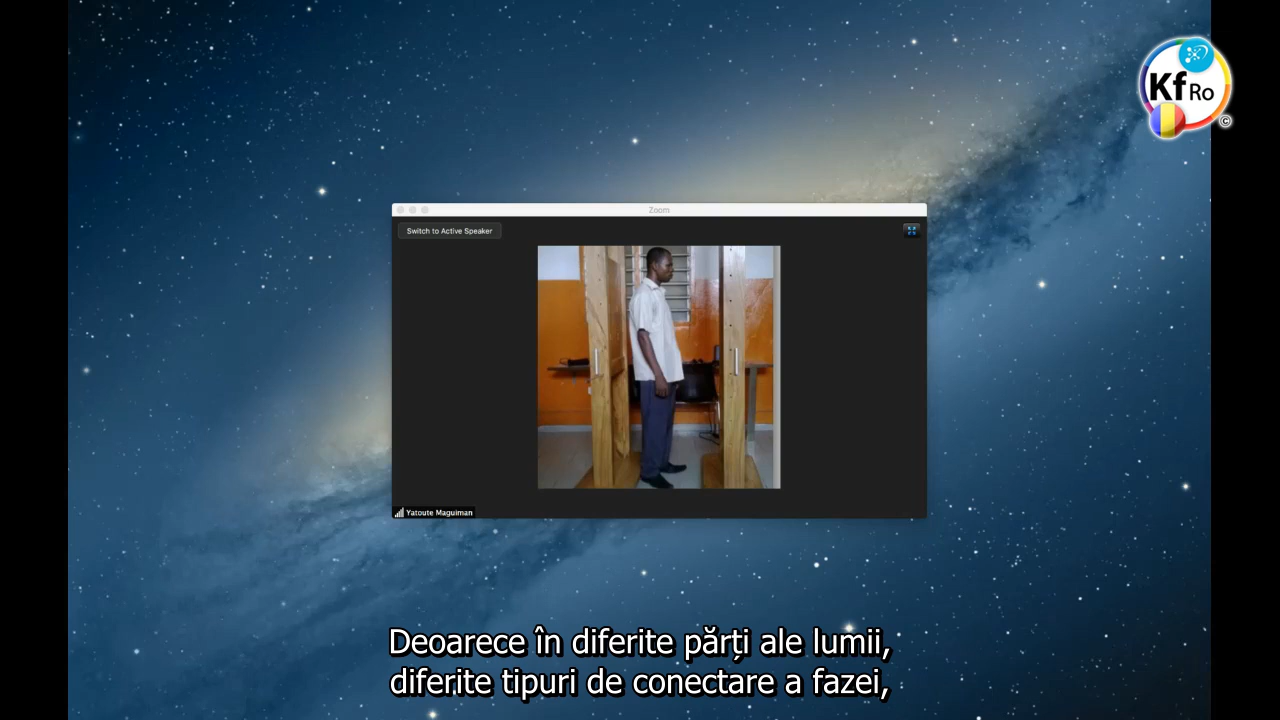 Kf Ro
©
Zoom
Switch to Active Speaker
Yatoute Maguiman
Deoarece în diferite părți ale lumii,
diferite tipuri de conectare a fazei,